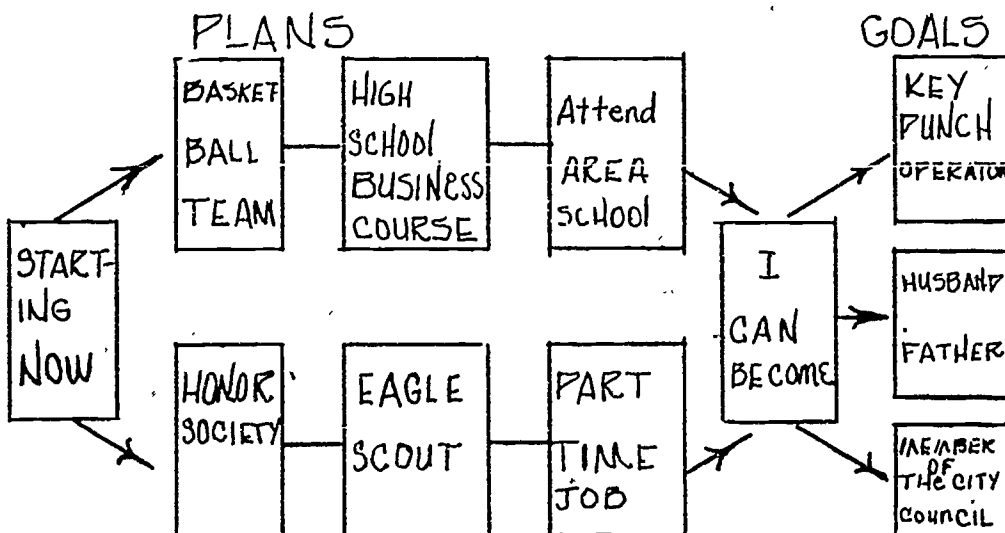 PLANS
GOALS
START-
ING
NOW
BASKET
BALL
TEAM
HIGH
SCHOOL
BUSINESS
COURSE
Attend
AREA
SCHOOL
HONOR
SOCIETY
EAGLE
SCOUT
PART
TIME
JOB
I
CAN
BECOME
KEY
PUNCH
OPERATOR
HUSBAND
FATHER
MEMBER
OF
THE CITY
COUNCIL